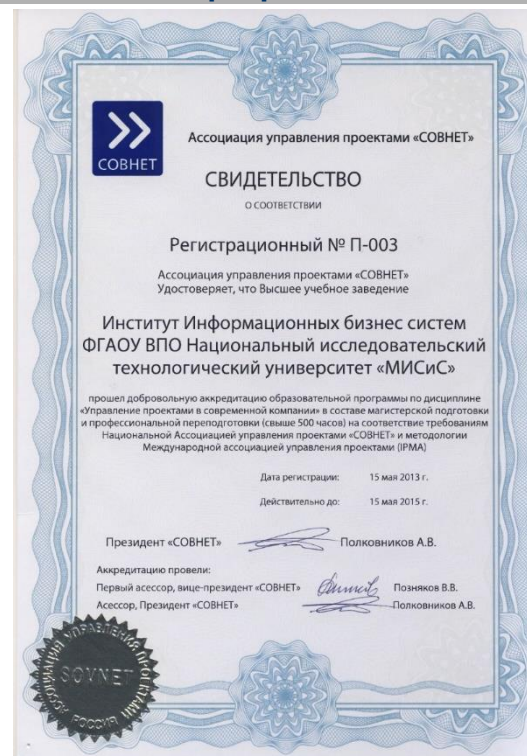 СОВНЕТ
Ассоциация управления проектами «СОВНЕТ»
СВИДЕТЕЛЬСТВО
О СООТВЕТСТВИИ
Регистрационный № П-003
Ассоциация управления проектами «СОВНЕТ»
Удостоверяет, что Высшее учебное заведение
Институт Информационных бизнес систем
ФГАОУ ВПО Национальный исследовательский
технологический университет «МИСиС»
прошел добровольную аккредитацию образовательной программы по дисциплине
«Управление проектами в современной компании» в составе магистерской подготовки
и профессиональной переподготовки (свыше 500 часов) на соответствие требованиям
Национальной Ассоциацией управления проектами «СОВНЕТ» и методологии
Международной ассоциацией управления проектами (IPMA)
Дата регистрации: 15 мая 2013 г.
Действительно до: 15 мая 2015 г.
Президент «СОВНЕТ» Полковников А.В.
Аккредитацию провели:
Первый асессор, вице-президент «СОВНЕТ» Позняков В.В.
Асессор, Президент «СОВНЕТ» Полковников А.В.
АССОЦИАЦИЯ УПРАВЛЕНИЯ ПРОЕКТАМИ
SOVNET
РОССИЯ